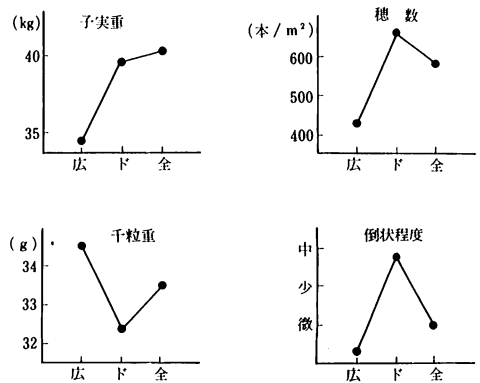 子実重
(kg)
40
35
広 ド 全
穂 数
(本/m²)
600
500
400
広 ド 全
千粒重
(g)
34
33
32
広 ド 全
倒状程度
中
少
微
広 ド 全